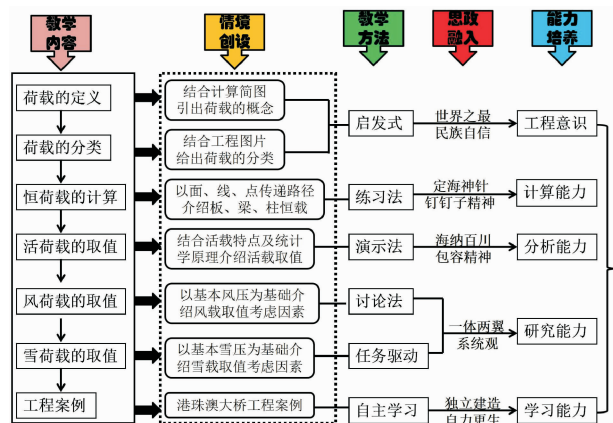 教学
内容
情境
创设
教学
方法
思政
融入
能力
培养
荷载的定义
结合计算简图
引出荷载的概念
荷载的分类
结合工程图片
给出荷载的分类
启发式
世界之最
民族自信
工程意识
恒荷载的计算
以面、线、点传递路径
介绍板、梁、柱恒载
练习法
定海神针
钉钉子精神
计算能力
活荷载的取值
结合活载特点及统计
学原理介绍活载取值
演示法
海纳百川
包容精神
分析能力
风荷载的取值
以基本风压为基础介
绍风载取值考虑因素
讨论法
雪荷载的取值
以基本雪压为基础介
绍雪载取值考虑因素
任务驱动
一体两翼
系统观
研究能力
工程案例
港珠澳大桥工程案例
自主学习
独立建造
自力更生
学习能力